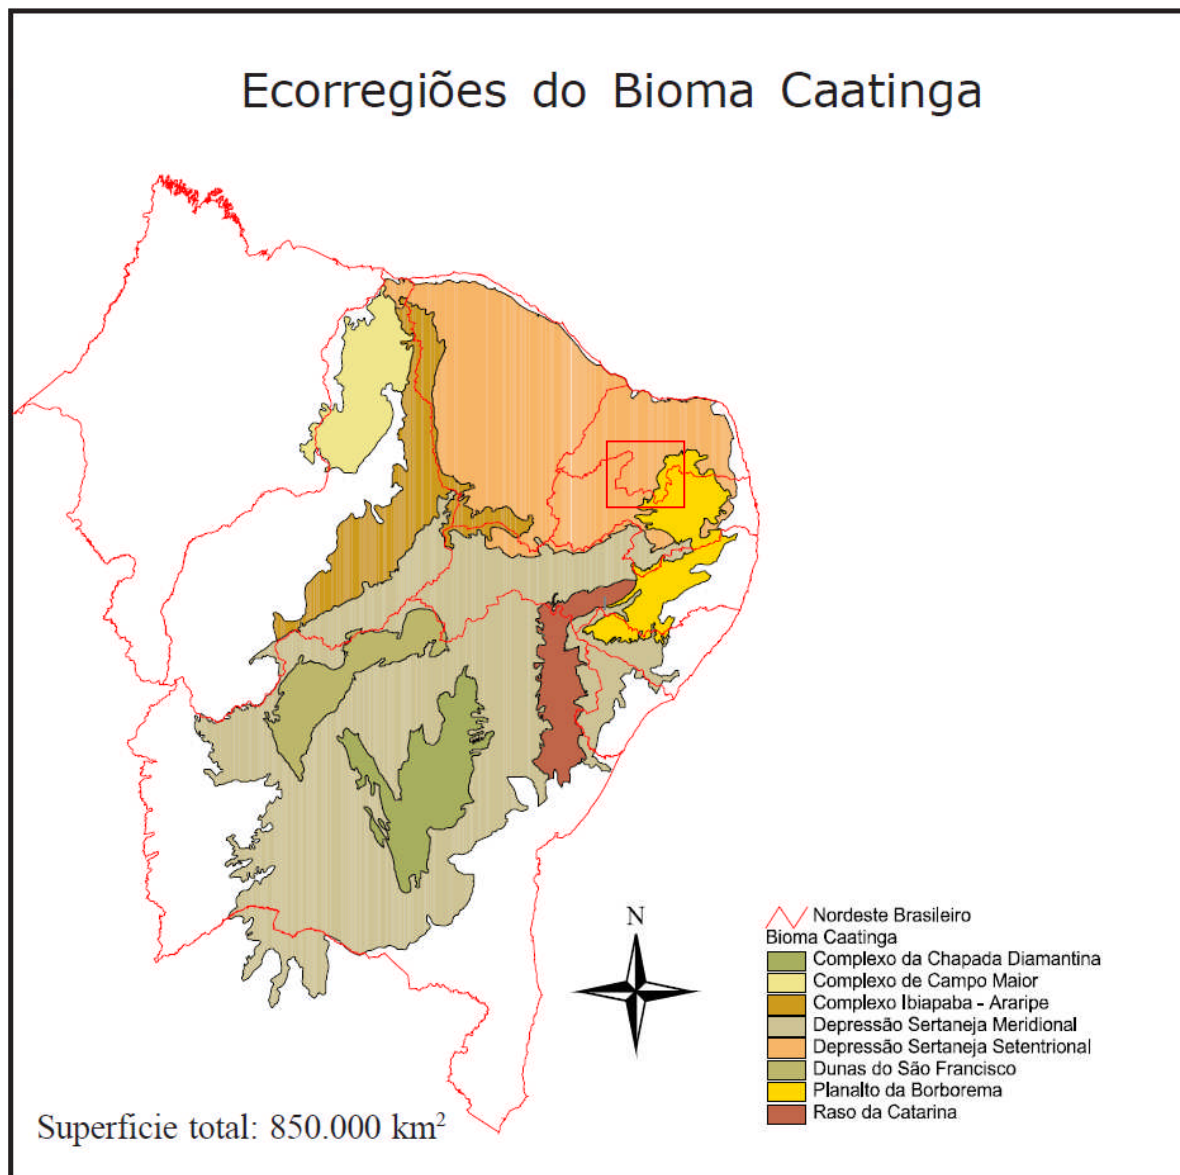 Ecorregiões do Bioma Caatinga
N
Nordeste Brasileiro
Bioma Caatinga
Complexo da Chapada Diamantina
Complexo de Campo Maior
Complexo Ibiapaba - Araripe
Depressão Sertaneja Meridional
Depressão Sertaneja Setentrional
Dunas do São Francisco
Planalto da Borborema
Raso da Catarina
Superficie total: 850.000 km²